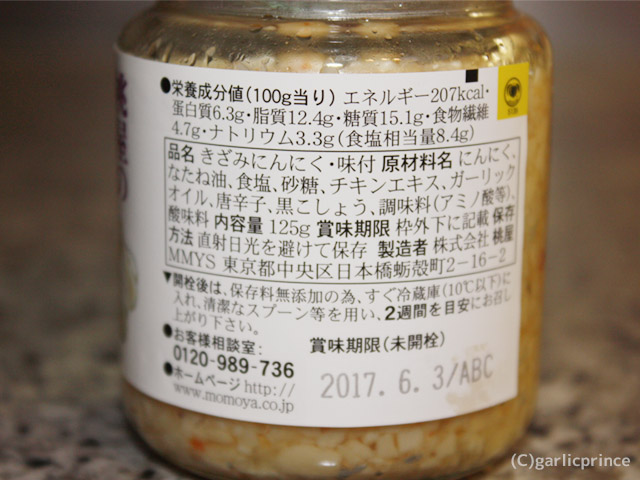 ●栄養成分値(100g当り) エネルギー207kcal・
蛋白質6.3g・脂質12.4g・糖質15.1g・食物繊維
4.7g・ナトリウム3.3g(食塩相当量8.4g)
品名 きざみにんにく・味付 原材料名 にんにく、
なたね油、食塩、砂糖、チキンエキス、ガーリック
オイル、唐辛子、黒こしょう、調味料(アミノ酸等)、
酸味料 内容量 125g 賞味期限 枠外下に記載 保存
方法 直射日光を避けて保存 製造者 株式会社 桃屋
MMYS 東京都中央区日本橋蛎殻町2-16-2
▼開栓後は、保存料無添加の為、すぐ冷蔵庫(10℃以下)に
入れ、清潔なスプーン等を用い、2週間を目安にお召し
上がり下さい。
●お客様相談室:
0120-989-736
●ホームページ http://
www.momoya.co.jp
賞味期限(未開栓)
2017. 6. 3/ABC
(C)garlicprince